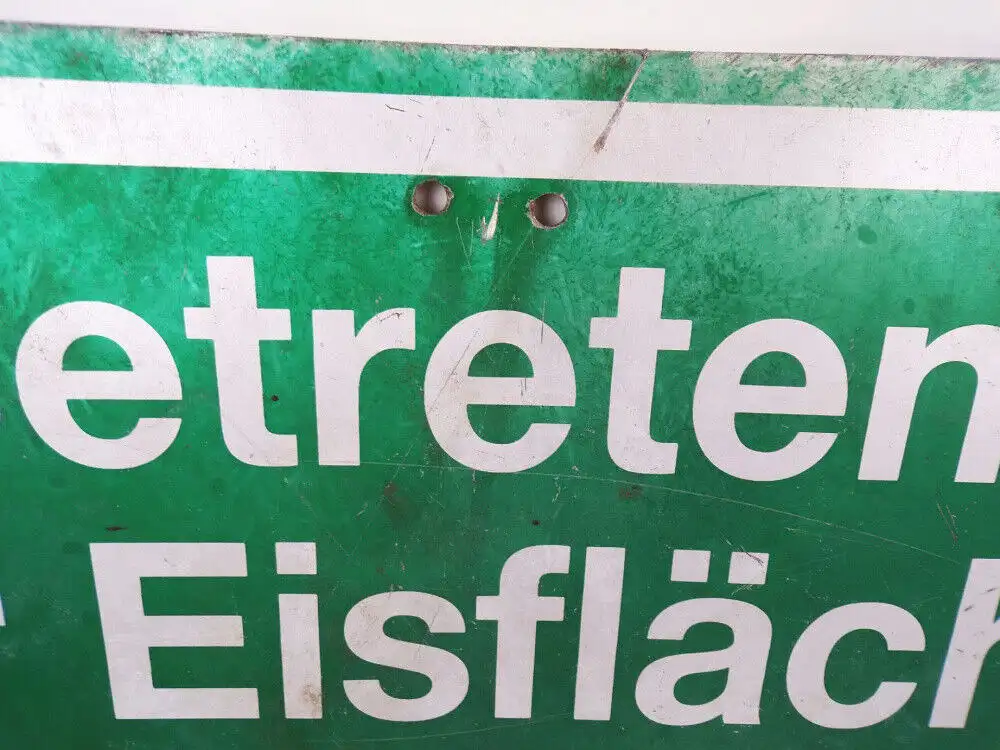 etreten
r Eisfläch